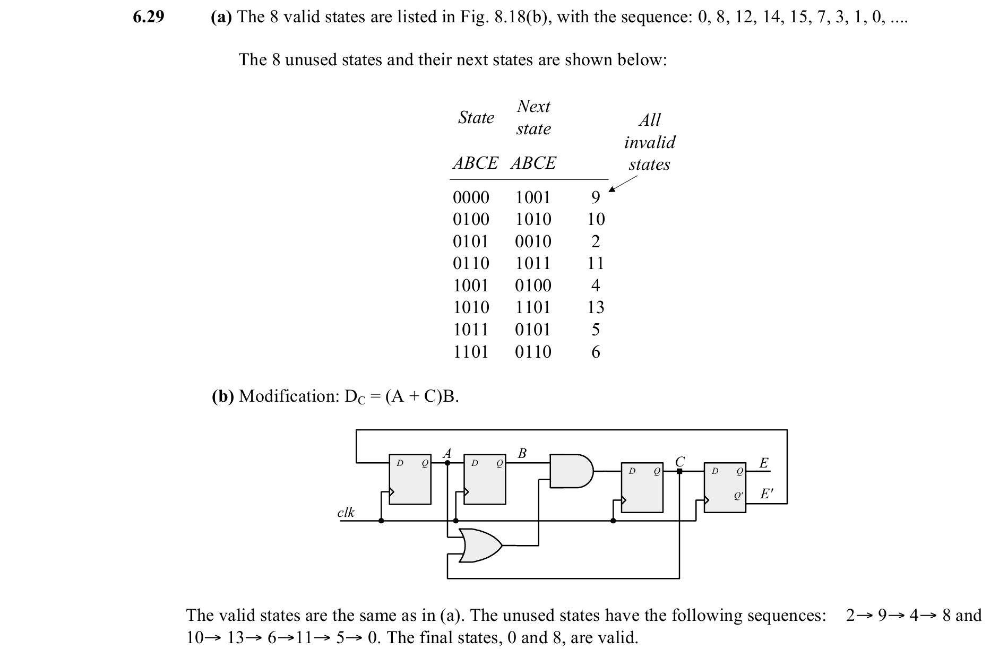 6.29 (a) The 8 valid states are listed in Fig. 8.18(b), with the sequence: 0, 8, 12, 14, 15, 7, 3, 1, 0, ....
The 8 unused states and their next states are shown below:
State Next state All invalid states
ABCE ABCE
0000 1001 9
0100 1010 10
0101 0010 2
0110 1011 11
1001 0100 4
1010 1101 13
1011 0101 5
1101 0110 6
(b) Modification: D_C = (A + C)B.
A B C E
D Q D Q D Q D Q
Q' E'
clk
The valid states are the same as in (a). The unused states have the following sequences: 2→ 9→ 4→ 8 and
10→ 13→ 6→11→ 5→ 0. The final states, 0 and 8, are valid.